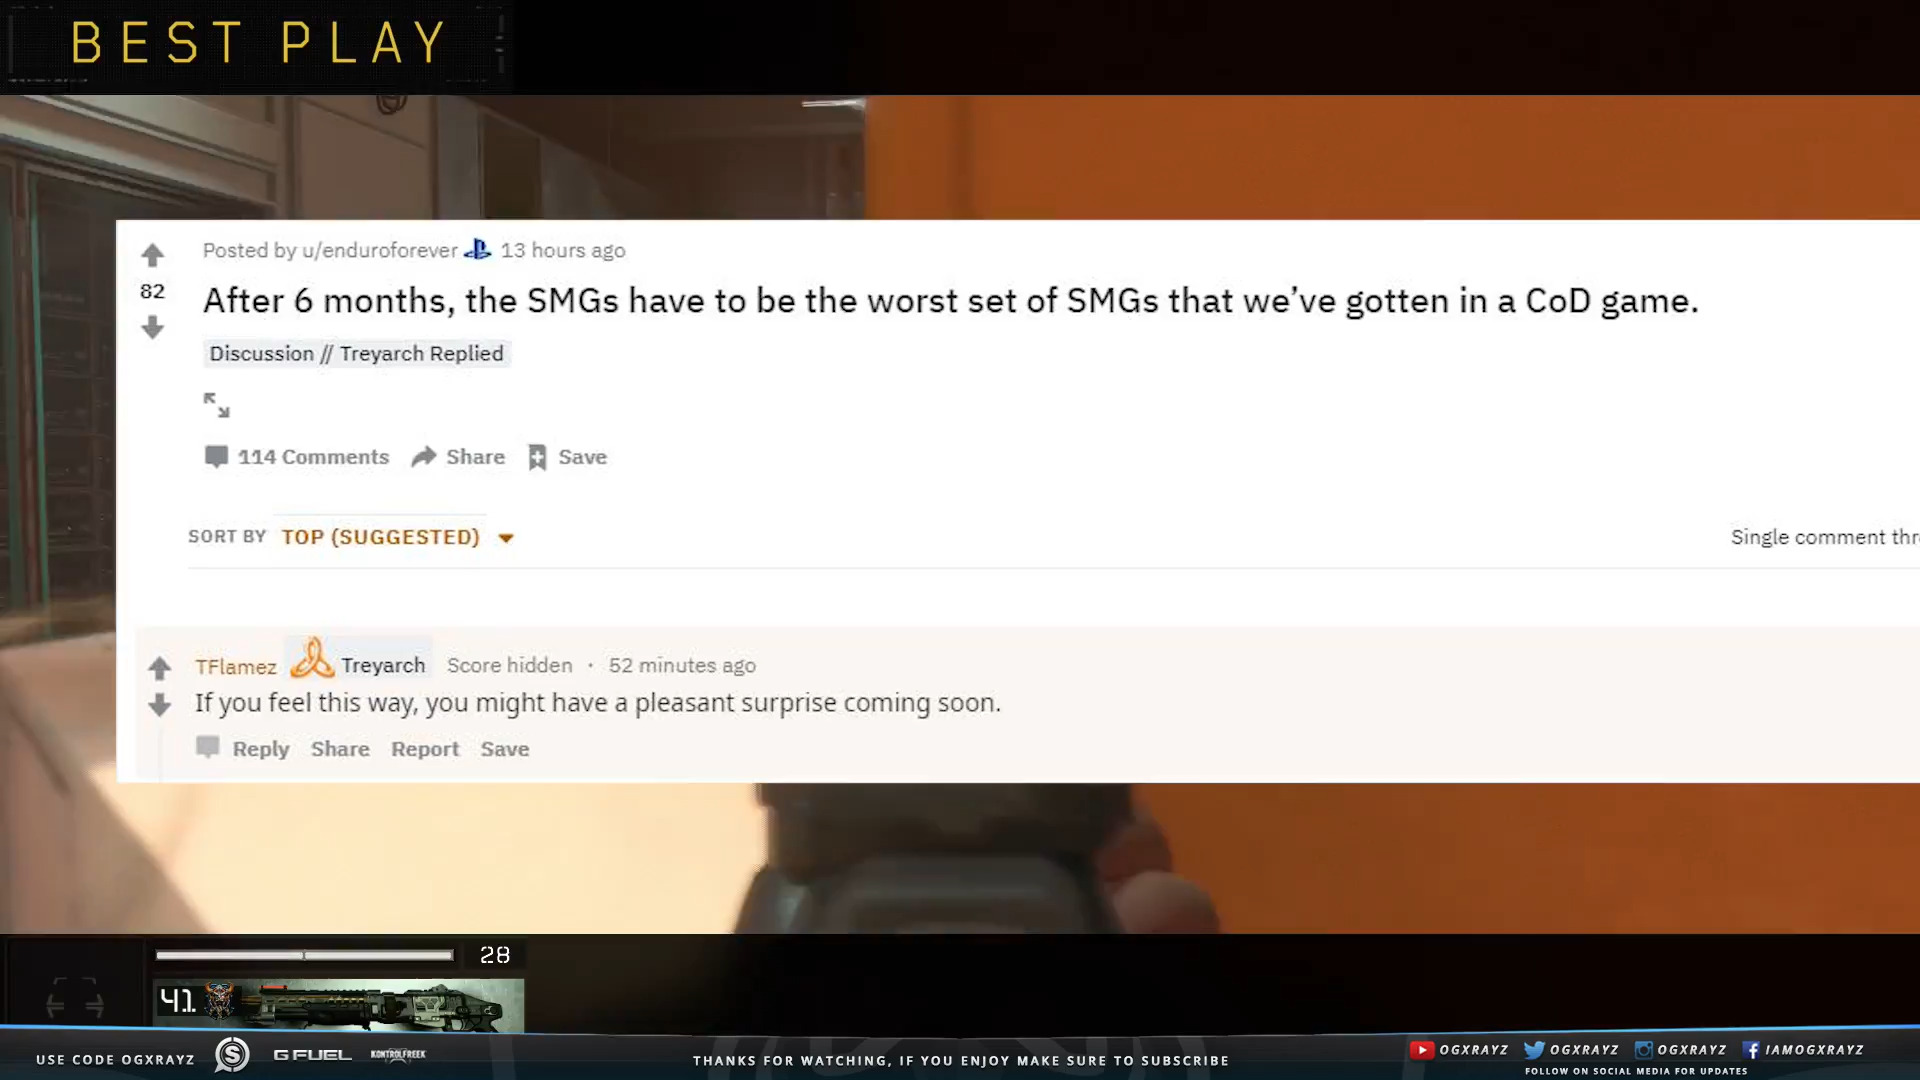 BEST PLAY
Posted by u/enduroforever 13 hours ago
82
After 6 months, the SMGs have to be the worst set of SMGs that we’ve gotten in a CoD game.
Discussion // Treyarch Replied
114 Comments Share Save
SORT BY TOP (SUGGESTED)
Single comment thr
TFlamez Treyarch Score hidden · 52 minutes ago
If you feel this way, you might have a pleasant surprise coming soon.
Reply Share Report Save
28
41
USE CODE OGXRAYZ
G FUEL
KONTROLFREEK
THANKS FOR WATCHING, IF YOU ENJOY MAKE SURE TO SUBSCRIBE
OGXRAYZ OGXRAYZ OGXRAYZ IAMOGXRAYZ
FOLLOW ON SOCIAL MEDIA FOR UPDATES